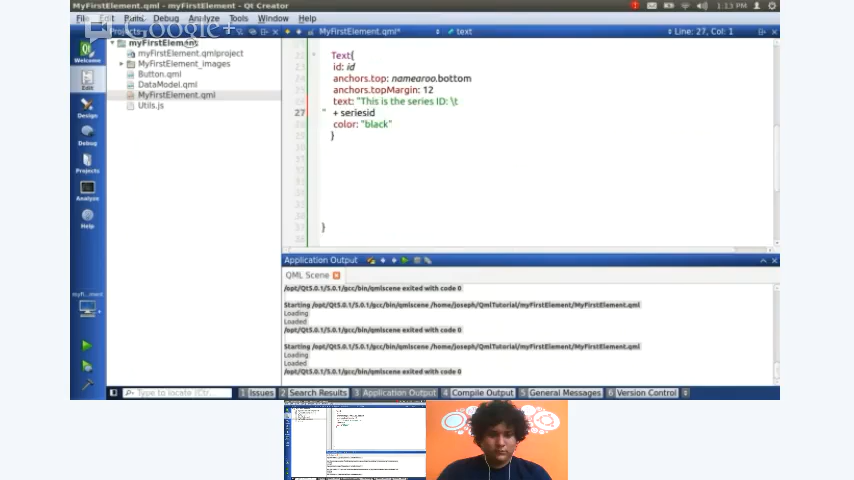 MyFirstElement.qml - myFirstElement - Qt Creator
1:13 PM
File Edit Build Debug Analyze Tools Window Help
Google+
Projects
MyFirstElement.qml*
text
Line: 27, Col: 1
Welcome
Edit
Design
Debug
Projects
Analyze
Help
myFirstElement
myFirstElement.qmlproject
myFirstElement_images
Button.qml
DataModel.qml
MyFirstElement.qml
Utils.js
Text{
id: id
anchors.top: namearoo.bottom
anchors.topMargin: 12
text: "This is the series ID: \t
27 " + seriesid
color: "black"
}
}
Application Output
QML Scene
/opt/Qt5.0.1/5.0.1/gcc/bin/qmlscene exited with code 0
Starting /opt/Qt5.0.1/5.0.1/gcc/bin/qmlscene /home/joseph/QmlTutorial/myFirstElement/MyFirstElement.qml
Loading
Loaded
/opt/Qt5.0.1/5.0.1/gcc/bin/qmlscene exited with code 0
Starting /opt/Qt5.0.1/5.0.1/gcc/bin/qmlscene /home/joseph/QmlTutorial/myFirstElement/MyFirstElement.qml
Loading
Loaded
/opt/Qt5.0.1/5.0.1/gcc/bin/qmlscene exited with code 0
Type to locate
1 Issues
2 Search Results
3 Application Output
4 Compile Output
5 General Messages
6 Version Control